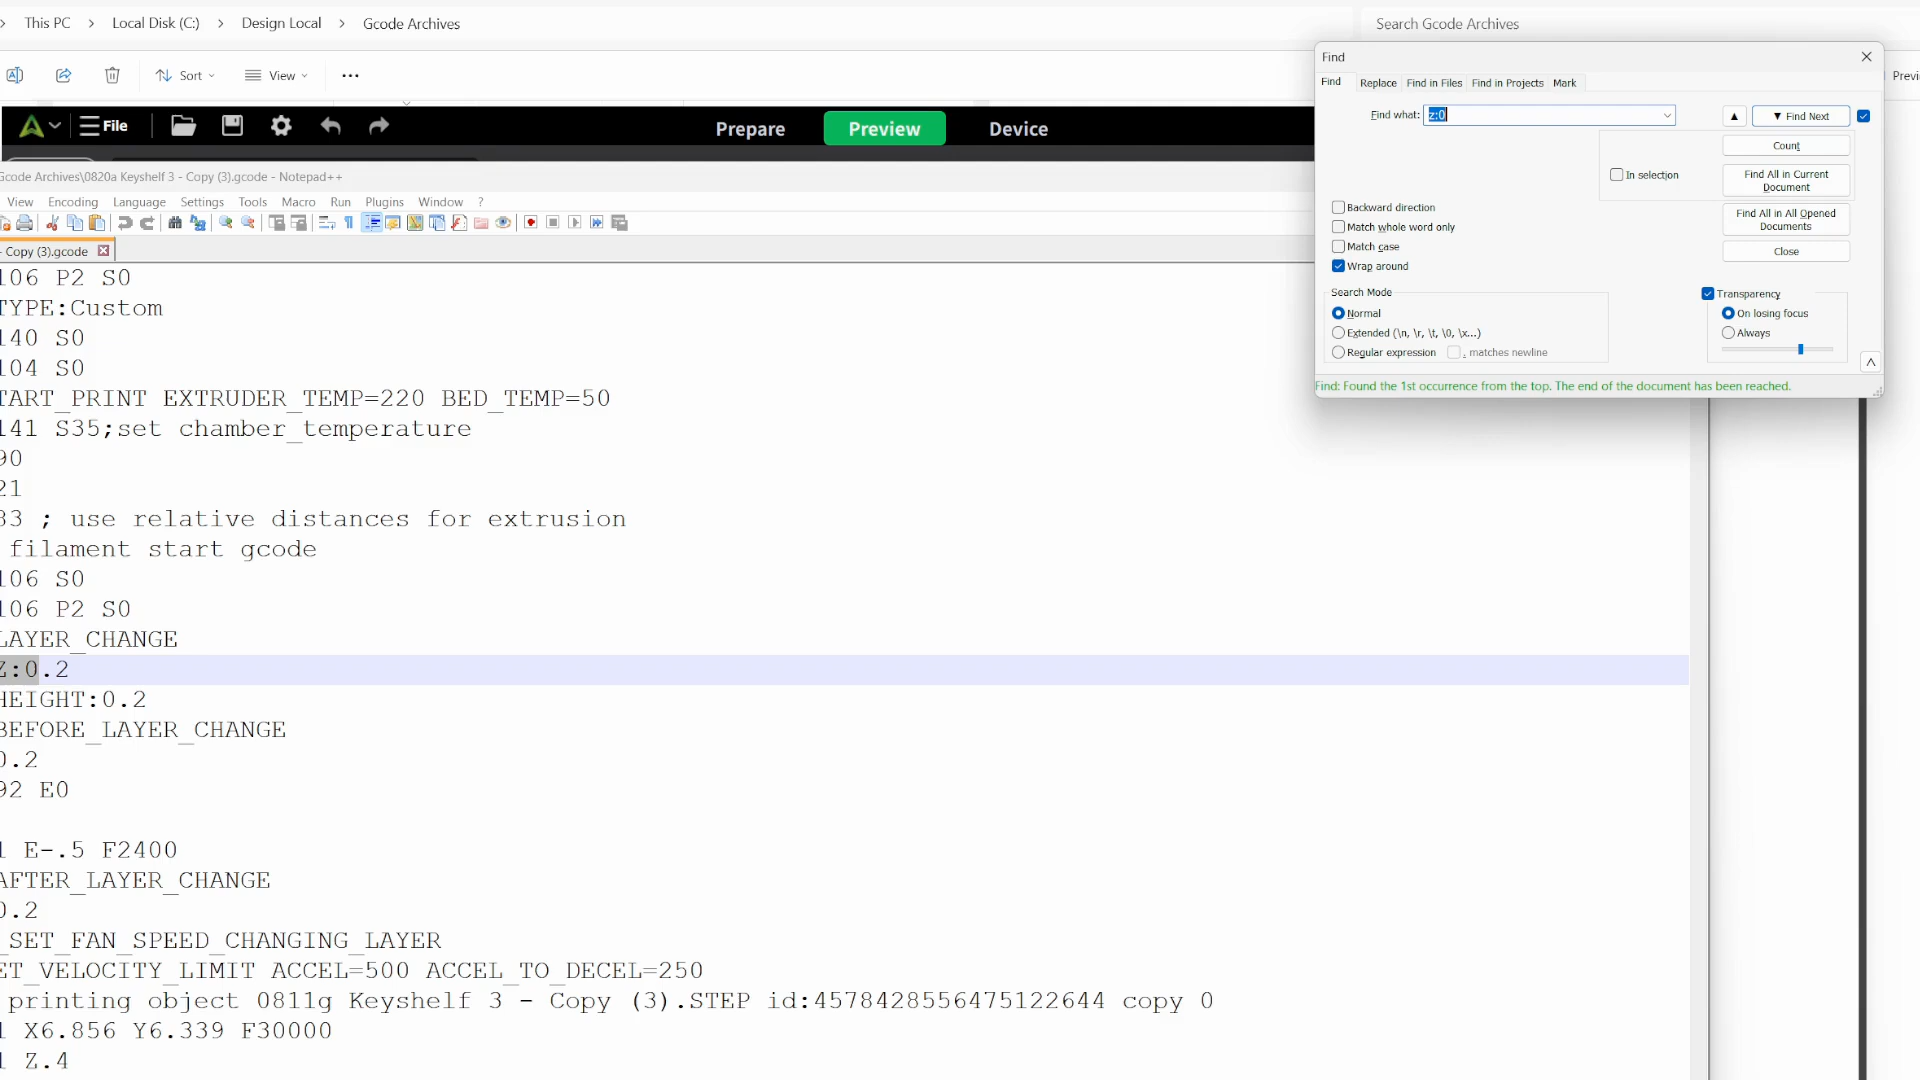 This PC > Local Disk (C:) > Design Local > Gcode Archives
Search Gcode Archives
Sort
View
Previ
File
Prepare
Preview
Device
Gcode Archives\0820a Keyshelf 3 - Copy (3).gcode - Notepad++
View Encoding Language Settings Tools Macro Run Plugins Window ?
- Copy (3).gcode
106 P2 S0
TYPE:Custom
140 S0
104 S0
TART_PRINT EXTRUDER_TEMP=220 BED_TEMP=50
141 S35;set chamber_temperature
90
21
83 ; use relative distances for extrusion
filament start gcode
106 S0
106 P2 S0
LAYER_CHANGE
Z:0.2
HEIGHT:0.2
BEFORE_LAYER_CHANGE
0.2
92 E0
1 E-.5 F2400
AFTER_LAYER_CHANGE
0.2
_SET_FAN_SPEED_CHANGING_LAYER
ET_VELOCITY_LIMIT ACCEL=500 ACCEL_TO_DECEL=250
printing object 0811g Keyshelf 3 - Copy (3).STEP id:4578428556475122644 copy 0
1 X6.856 Y6.339 F30000
1 Z.4
Find
Find Replace Find in Files Find in Projects Mark
Find what: z:0
▲ ▼ Find Next
Count
In selection
Find All in Current Document
Find All in All Opened Documents
Close
Backward direction
Match whole word only
Match case
Wrap around
Search Mode
Normal
Extended (\n, \r, \t, \0, \x...)
Regular expression . matches newline
Transparency
On losing focus
Always
Find: Found the 1st occurrence from the top. The end of the document has been reached.